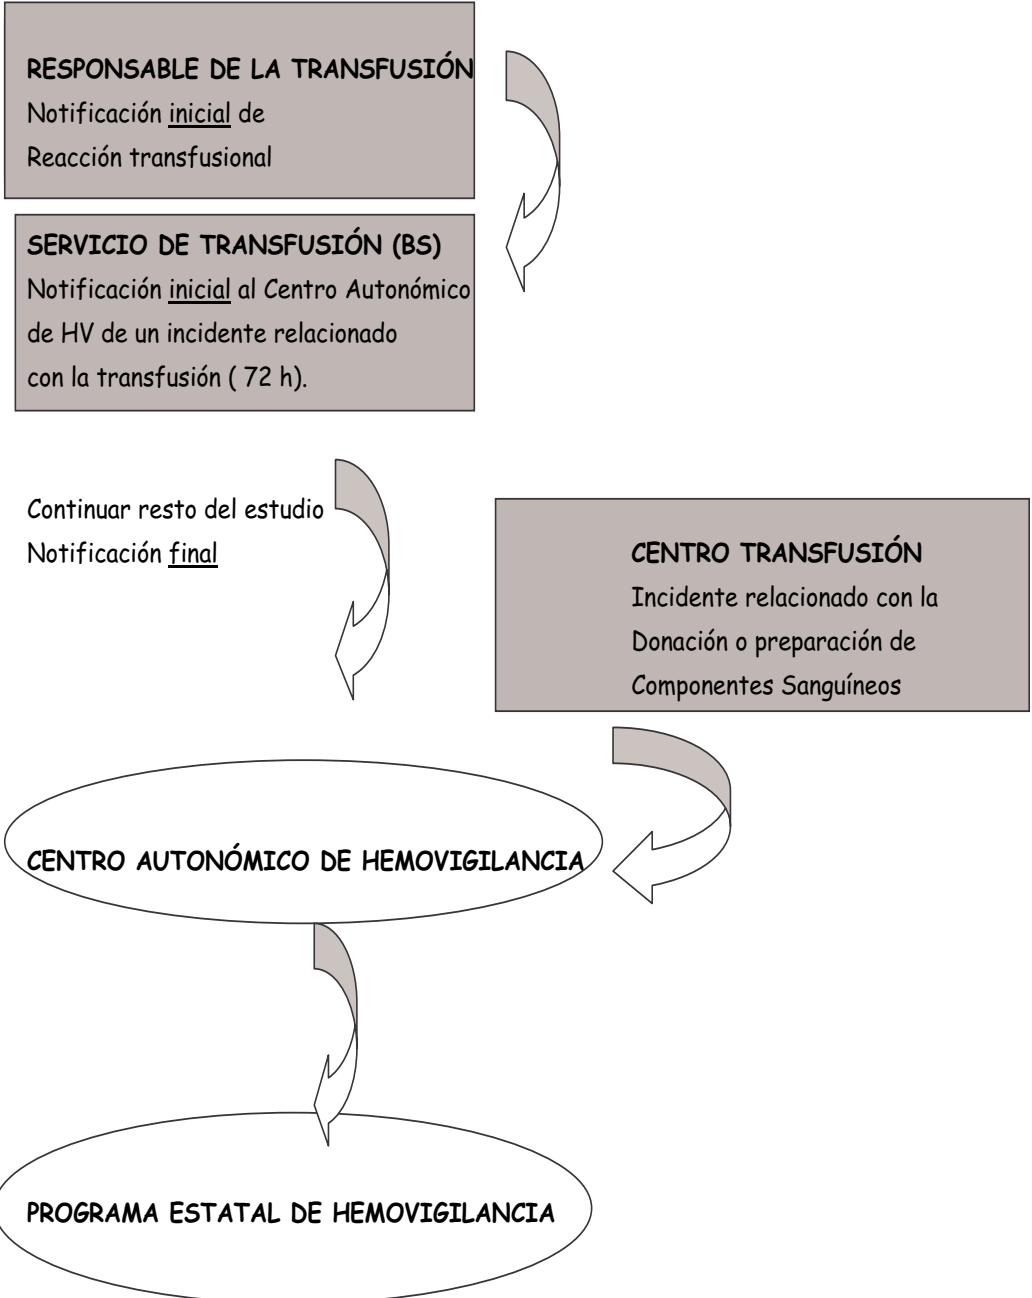 RESPONSABLE DE LA TRANSFUSIÓN
Notificación inicial de
Reacción transfusional
SERVICIO DE TRANSFUSIÓN (BS)
Notificación inicial al Centro Autonómico
de HV de un incidente relacionado
con la transfusión ( 72 h).
Continuar resto del estudio
Notificación final
CENTRO TRANSFUSIÓN
Incidente relacionado con la
Donación o preparación de
Componentes Sanguíneos
CENTRO AUTONÓMICO DE HEMOVIGILANCIA
PROGRAMA ESTATAL DE HEMOVIGILANCIA